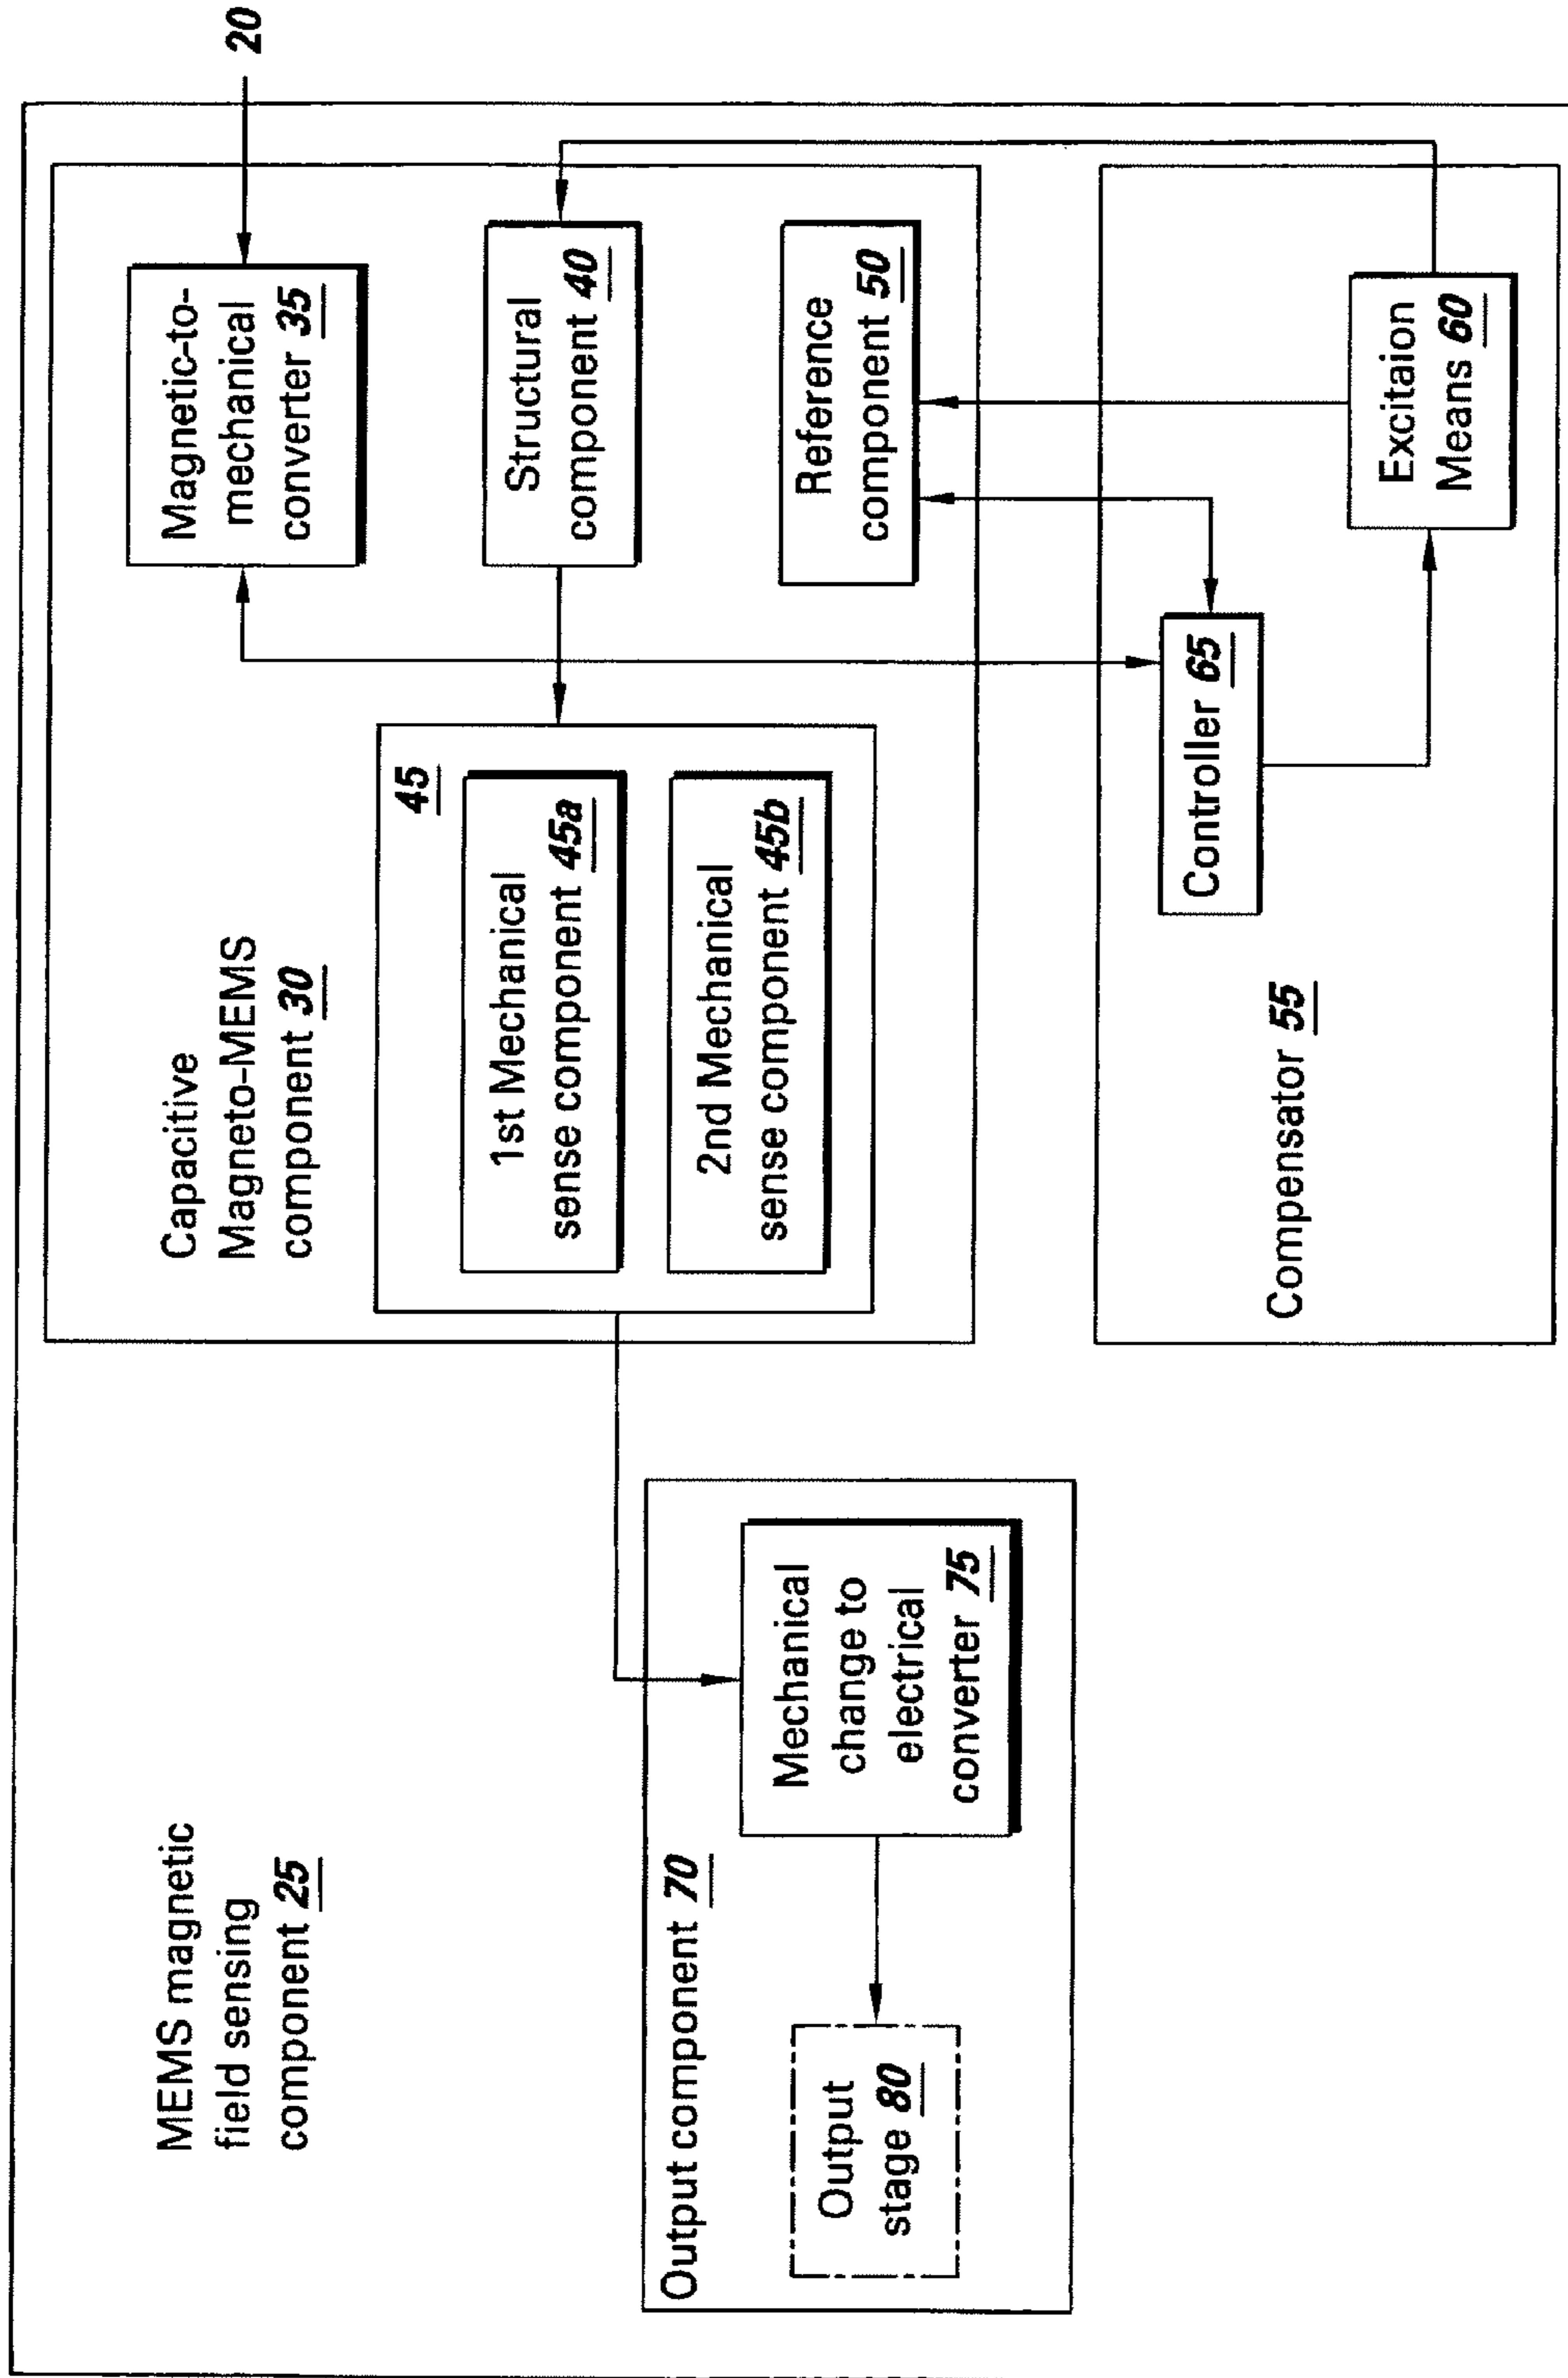 MEMS magnetic
field sensing
component 25
Capacitive
Magneto-MEMS
component 30
Magnetic-to-
mechanical
converter 35
20
45
1st Mechanical
sense component 45a
2nd Mechanical
sense component 45b
Structural
component 40
Reference
component 50
Output component 70
Output
stage 80
Mechanical
change to
electrical
converter 75
Compensator 55
Controller 65
Excitaion
Means 60